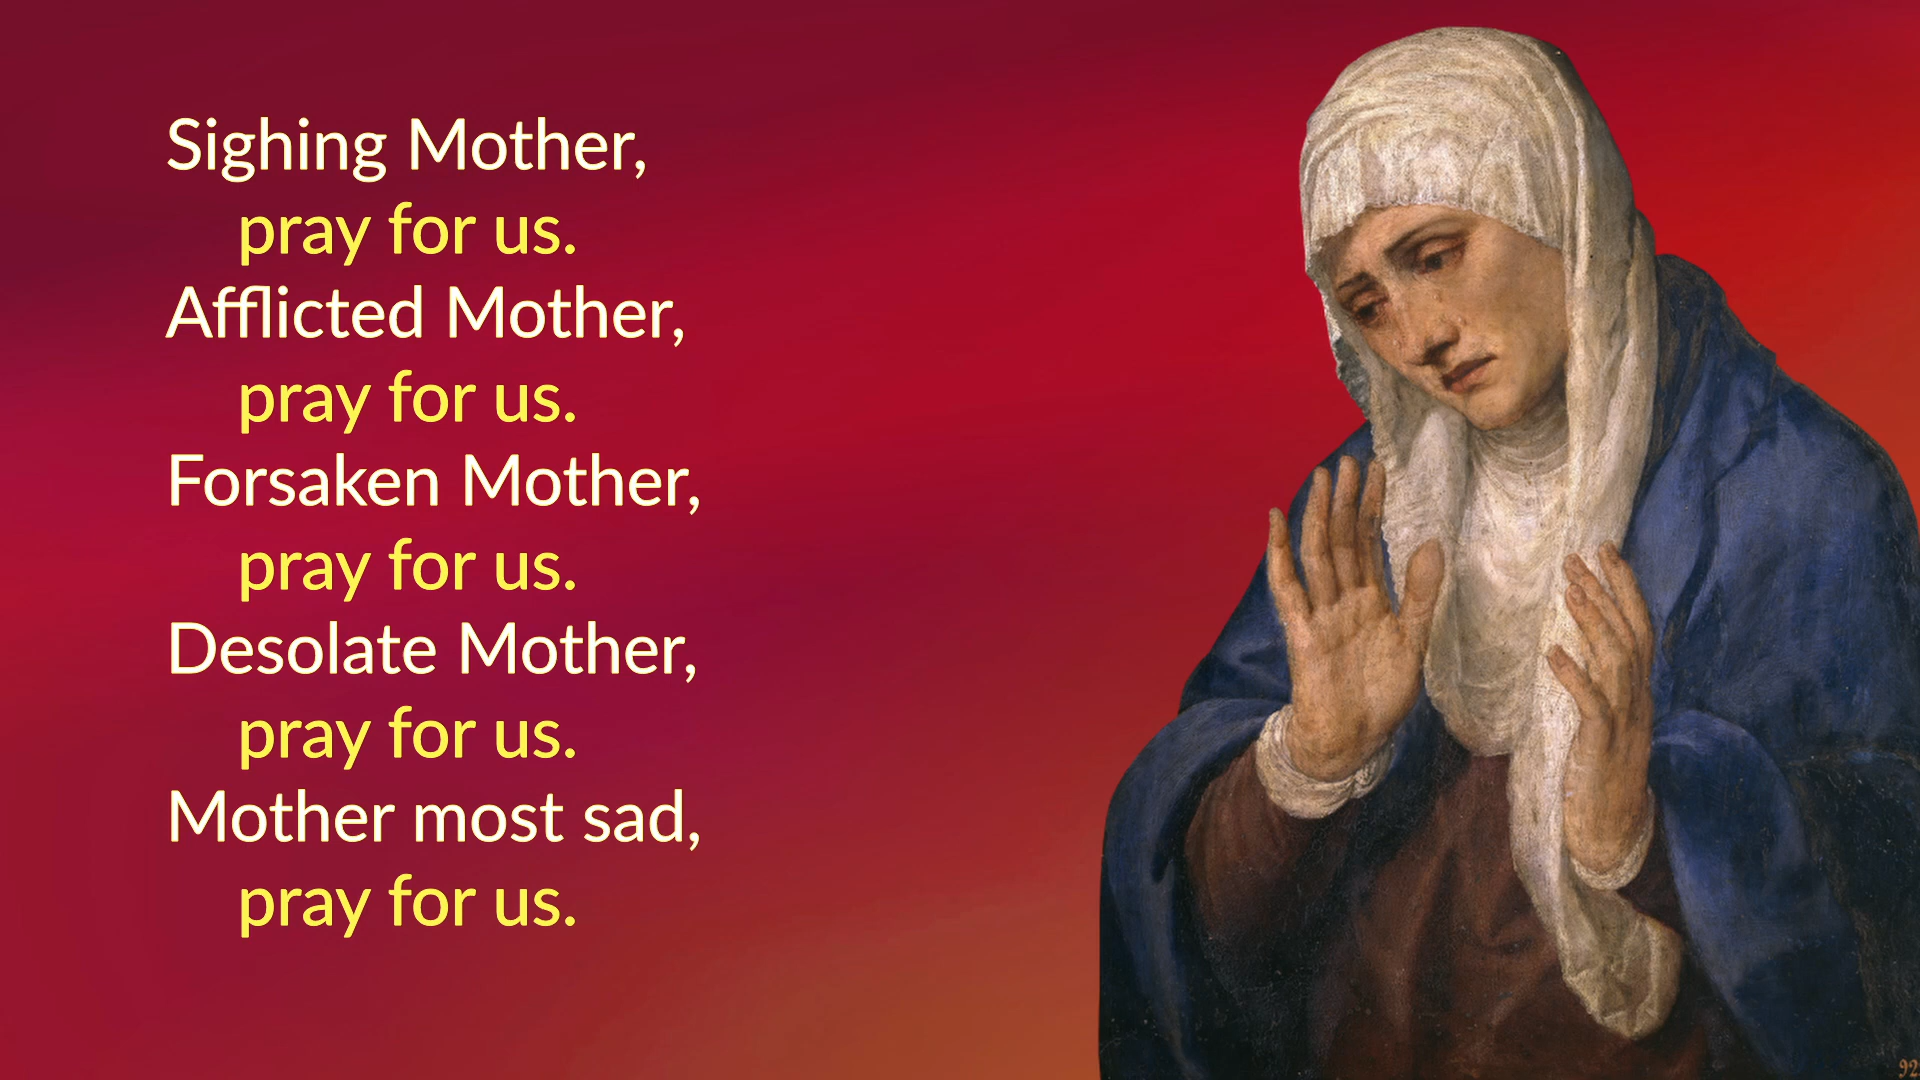 Sighing Mother,
pray for us.
Afflicted Mother,
pray for us.
Forsaken Mother,
pray for us.
Desolate Mother,
pray for us.
Mother most sad,
pray for us.
92